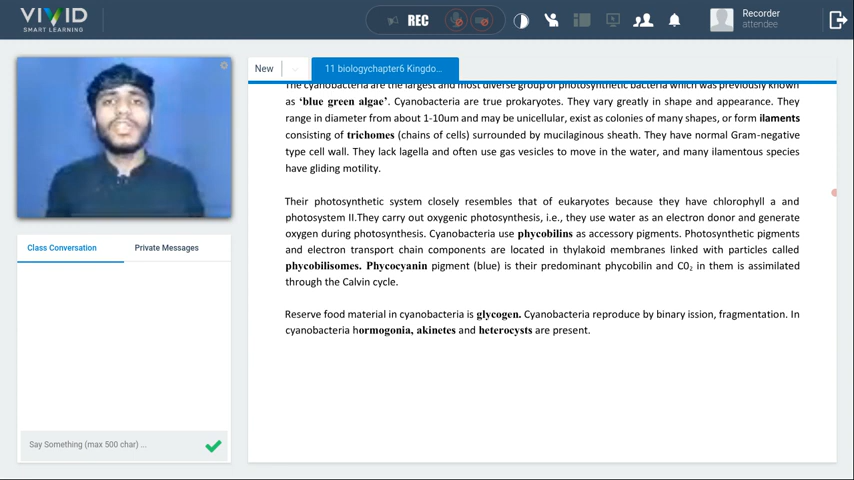 VIVID
SMART LEARNING
REC
Recorder
attendee
New
11 biologychapter6 Kingdo...
The cyanobacteria are the largest and most diverse group of photosynthetic bacteria which was previously known
as ‘blue green algae’. Cyanobacteria are true prokaryotes. They vary greatly in shape and appearance. They
range in diameter from about 1-10um and may be unicellular, exist as colonies of many shapes, or form ilaments
consisting of trichomes (chains of cells) surrounded by mucilaginous sheath. They have normal Gram-negative
type cell wall. They lack lagella and often use gas vesicles to move in the water, and many ilamentous species
have gliding motility.
Their photosynthetic system closely resembles that of eukaryotes because they have chlorophyll a and
photosystem II.They carry out oxygenic photosynthesis, i.e., they use water as an electron donor and generate
oxygen during photosynthesis. Cyanobacteria use phycobilins as accessory pigments. Photosynthetic pigments
and electron transport chain components are located in thylakoid membranes linked with particles called
phycobilisomes. Phycocyanin pigment (blue) is their predominant phycobilin and C0₂ in them is assimilated
through the Calvin cycle.
Reserve food material in cyanobacteria is glycogen. Cyanobacteria reproduce by binary ission, fragmentation. In
cyanobacteria hormogonia, akinetes and heterocysts are present.
Class Conversation
Private Messages
Say Something (max 500 char) ...